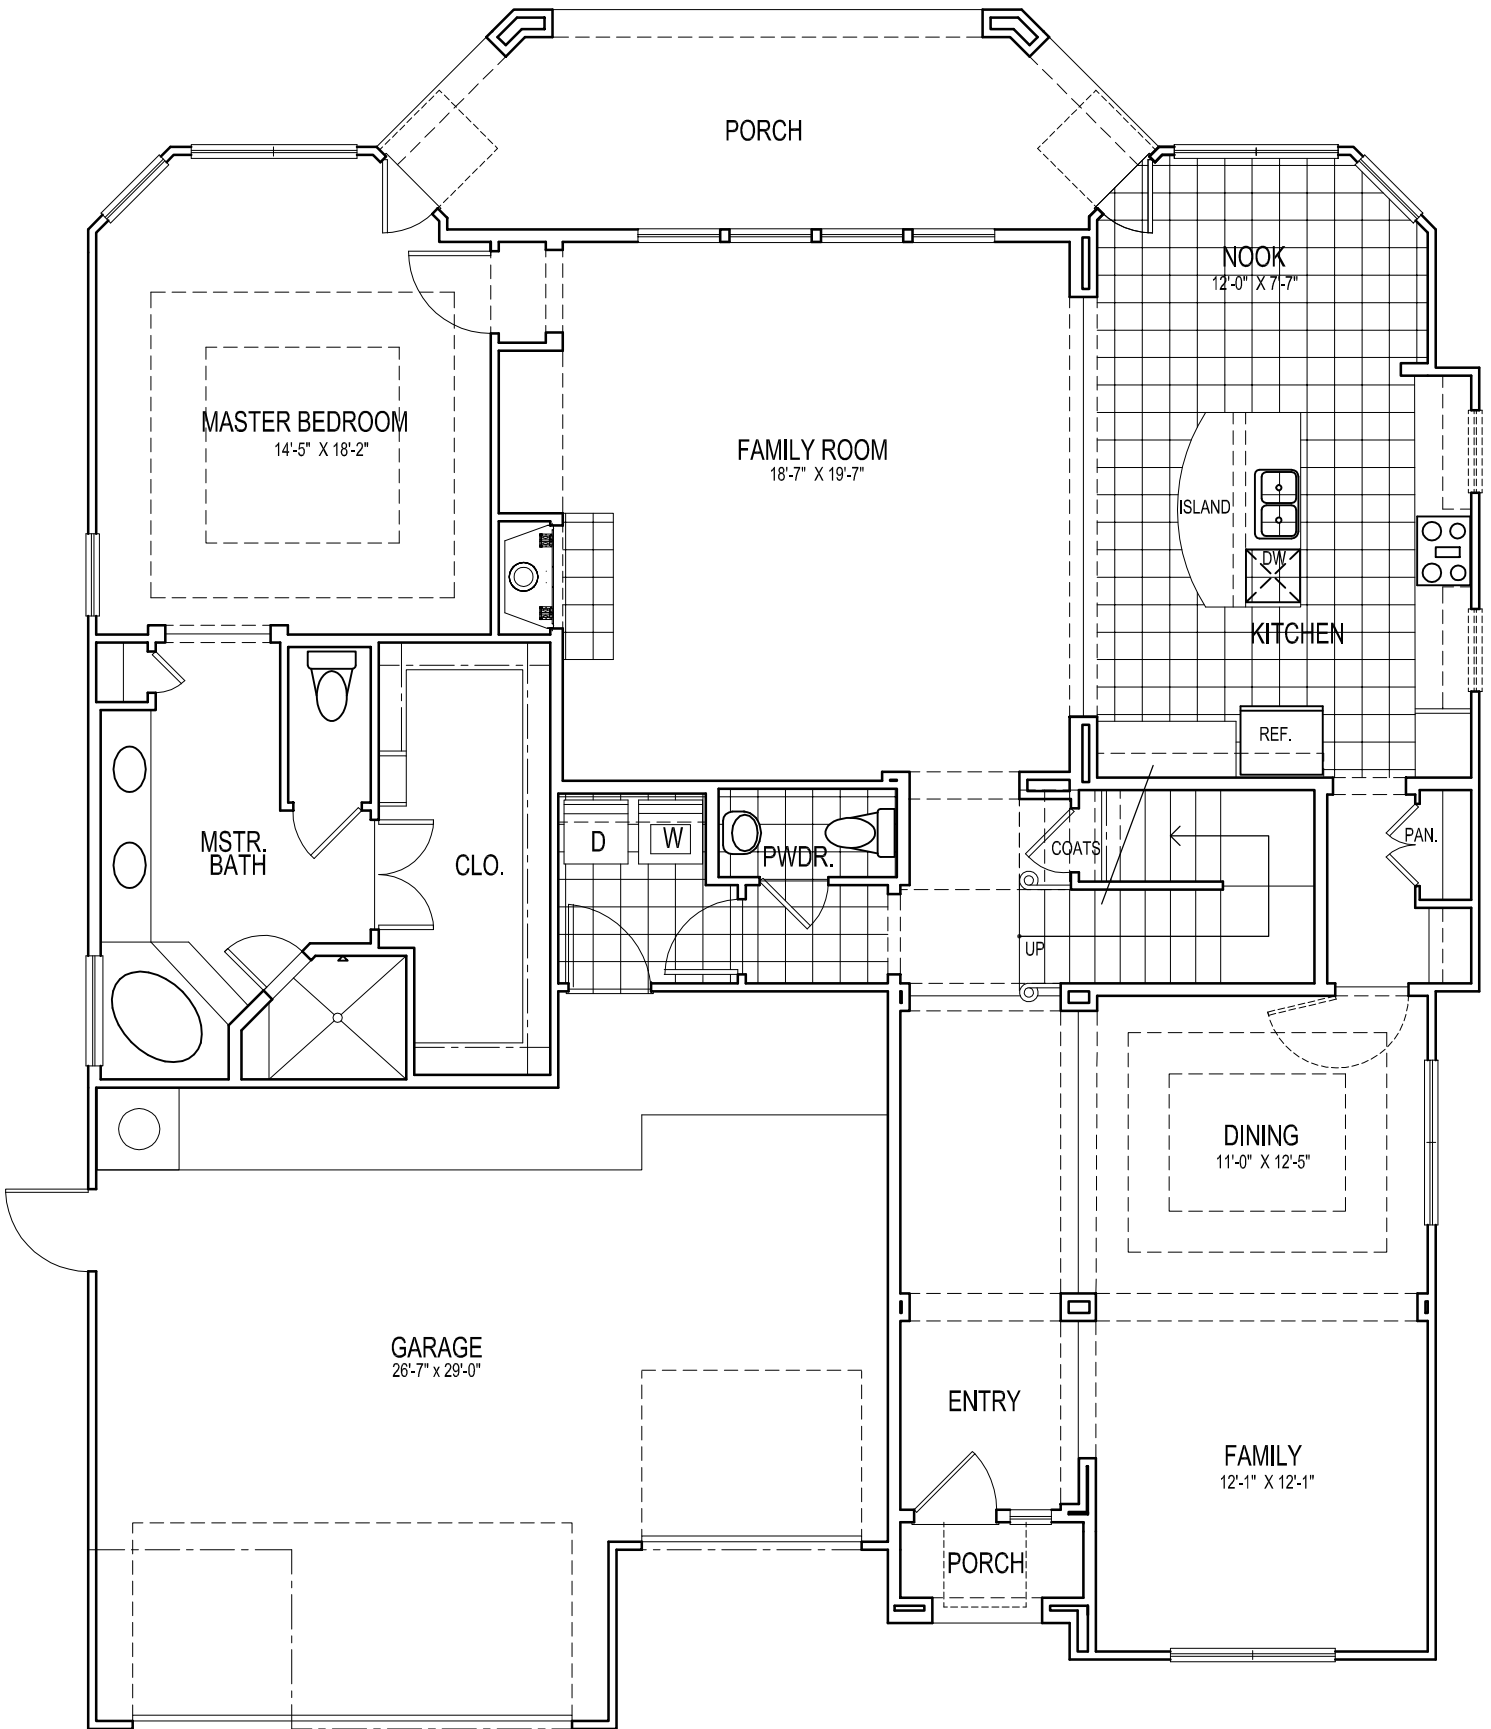 PORCH
NOOK
12'-0" X 7'-7"
MASTER BEDROOM
14'-5" X 18'-2"
FAMILY ROOM
18'-7" X 19'-7"
ISLAND
DW
KITCHEN
REF.
MSTR.
BATH
CLO.
D
W
PWDR.
COATS
PAN.
UP
DINING
11'-0" X 12'-5"
GARAGE
26'-7" x 29'-0"
ENTRY
FAMILY
12'-1" X 12'-1"
PORCH